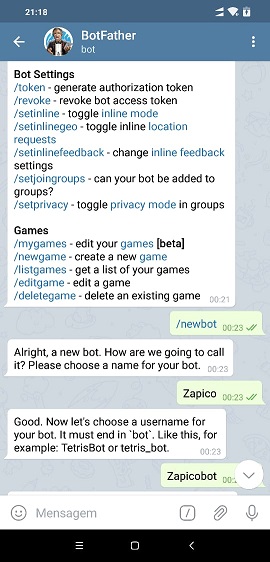 21:18
BotFather
bot
Bot Settings
/token - generate authorization token
/revoke - revoke bot access token
/setinline - toggle inline mode
/setinlinegeo - toggle inline location
requests
/setinlinefeedback - change inline feedback
settings
/setjoingroups - can your bot be added to
groups?
/setprivacy - toggle privacy mode in groups
Games
/mygames - edit your games [beta]
/newgame - create a new game
/listgames - get a list of your games
/editgame - edit a game
/deletegame - delete an existing game 00:21
/newbot 00:23
Alright, a new bot. How are we going to call
it? Please choose a name for your bot. 00:23
Zapico 00:23
Good. Now let's choose a username for
your bot. It must end in `bot`. Like this, for
example: TetrisBot or tetris_bot. 00:23
Zapicobot
Mensagem